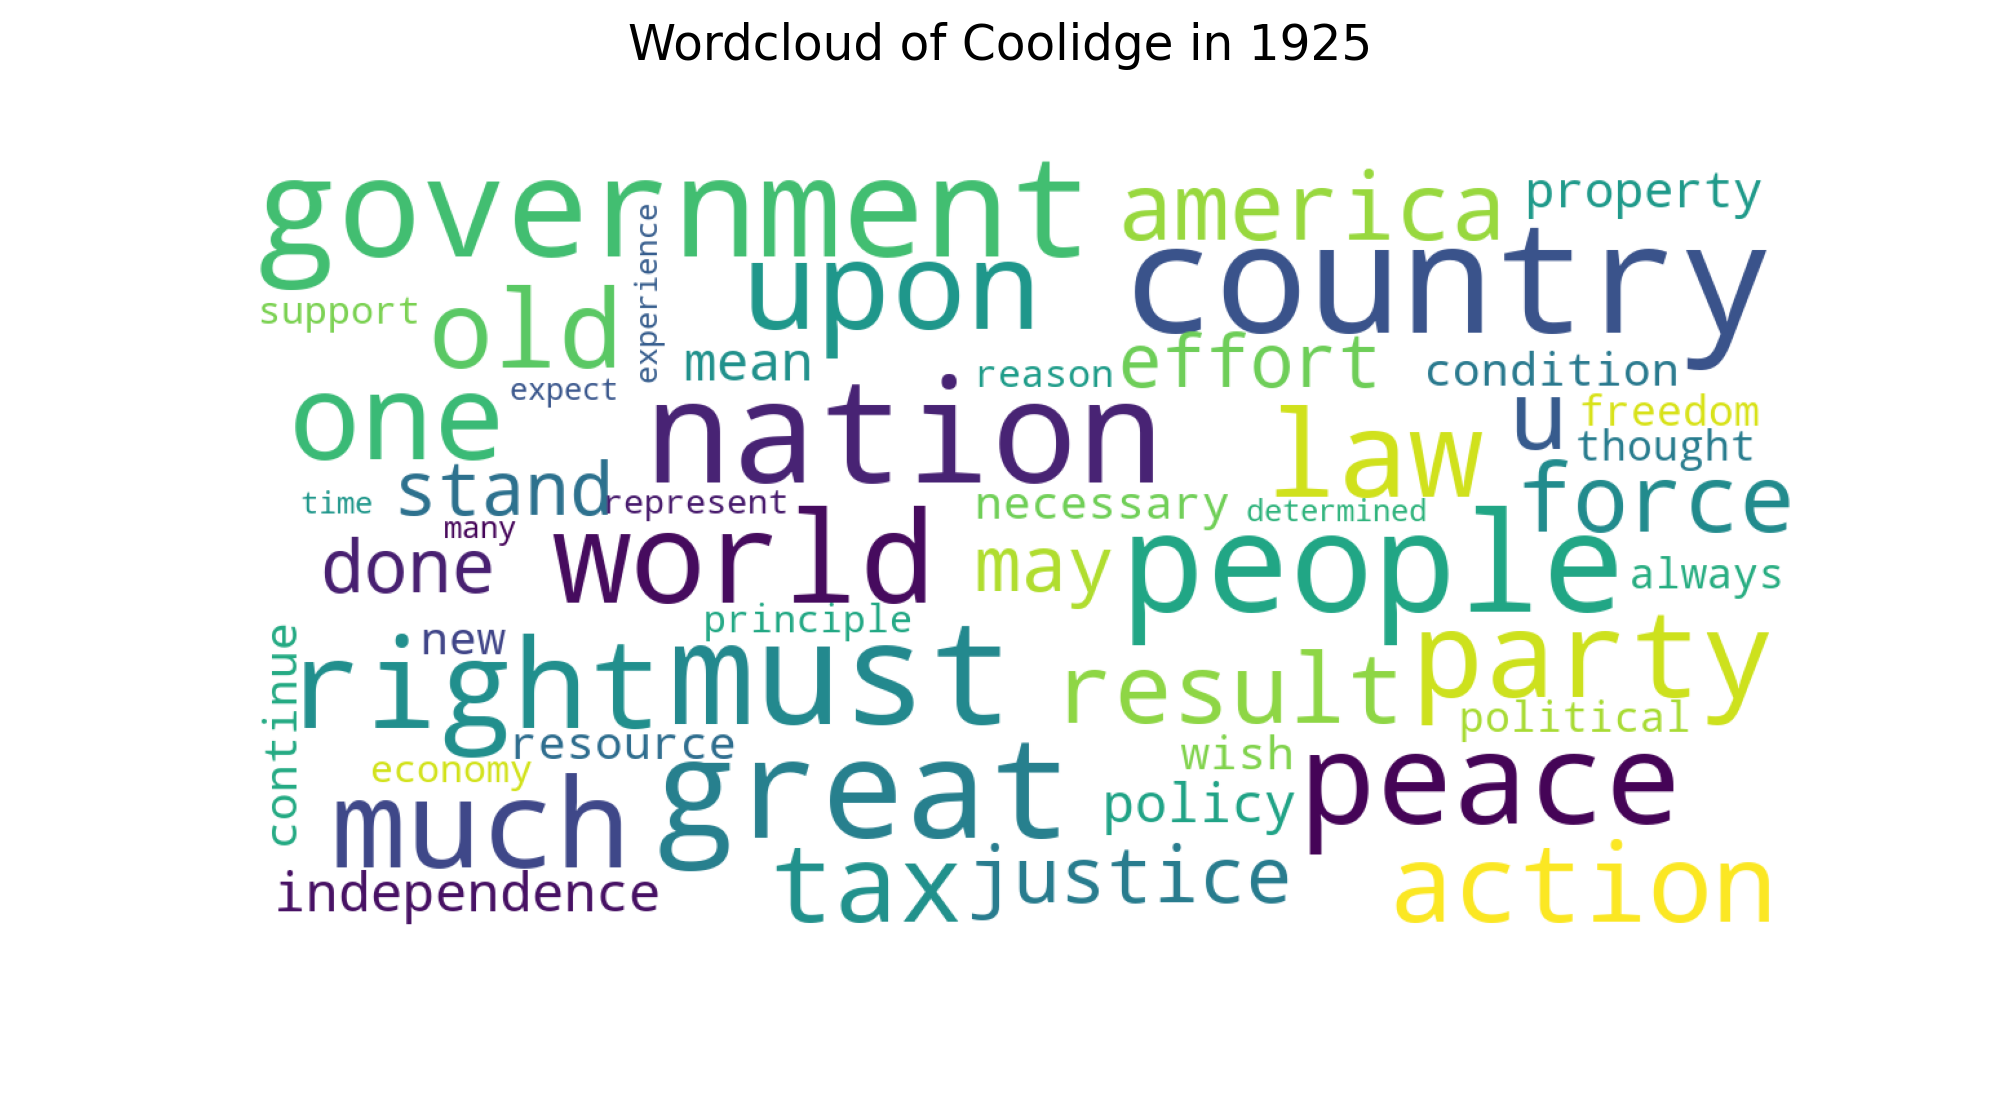 Wordcloud of Coolidge in 1925
government
america
property
country
upon
experience
support
old
mean
reason
effort
condition
expect
one
nation
law
u
freedom
thought
stand
force
time
represent
necessary
determined
many
world
done
may
people
always
principle
new
continue
right
must
result
party
political
resource
economy
great
wish
peace
much
policy
independence
tax
justice
action